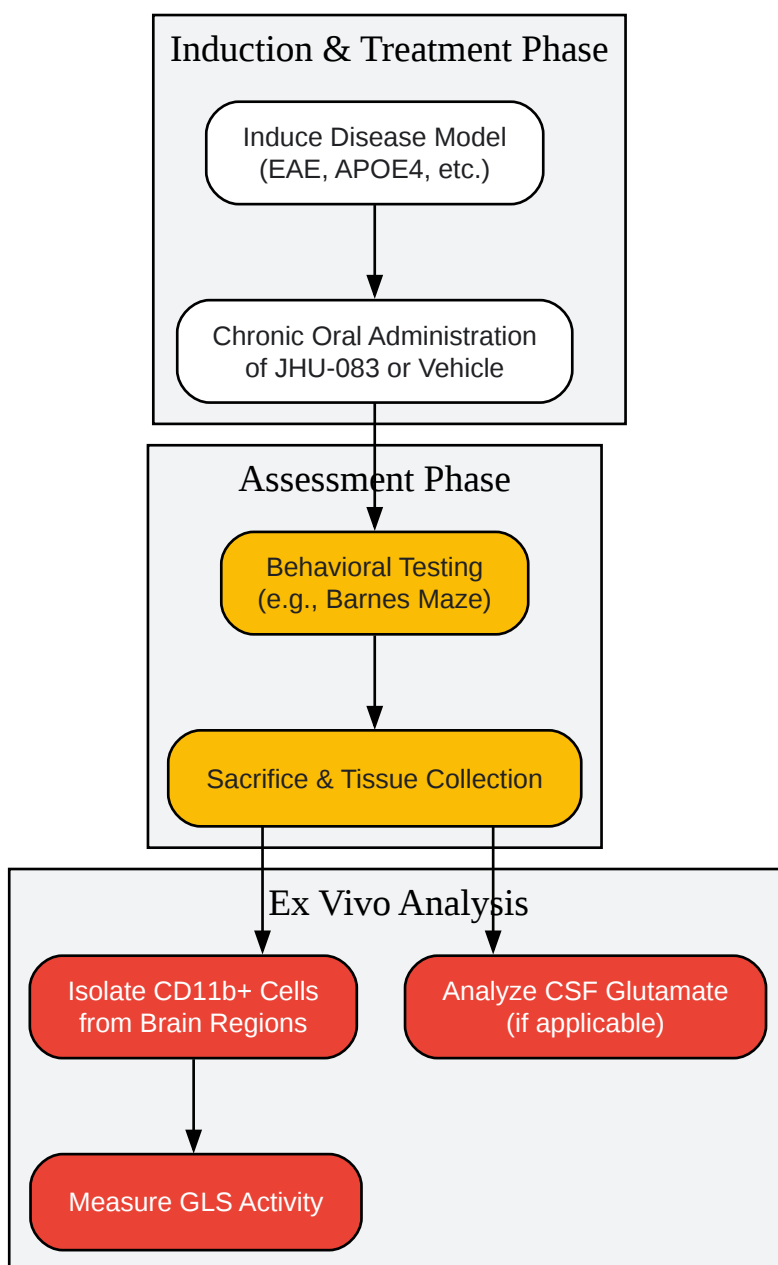 Induction & Treatment Phase
Induce Disease Model
(EAE, APOE4, etc.)
Chronic Oral Administration
of JHU-083 or Vehicle
Assessment Phase
Behavioral Testing
(e.g., Barnes Maze)
Sacrifice & Tissue Collection
Ex Vivo Analysis
Isolate CD11b+ Cells
from Brain Regions
Analyze CSF Glutamate
(if applicable)
Measure GLS Activity